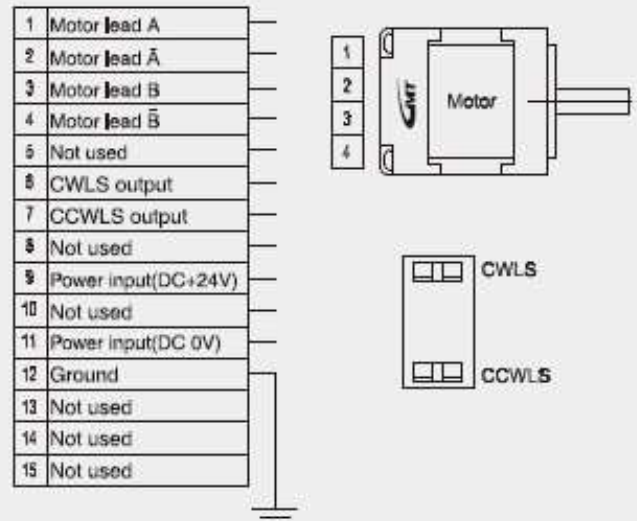 1 Motor lead A
2 Motor lead Ā
3 Motor lead B
4 Motor lead B̄
5 Not used
6 CWLS output
7 CCWLS output
8 Not used
9 Power input(DC+24V)
10 Not used
11 Power input(DC 0V)
12 Ground
13 Not used
14 Not used
15 Not used
1
2
3
4
CMT
Motor
CWLS
CCWLS